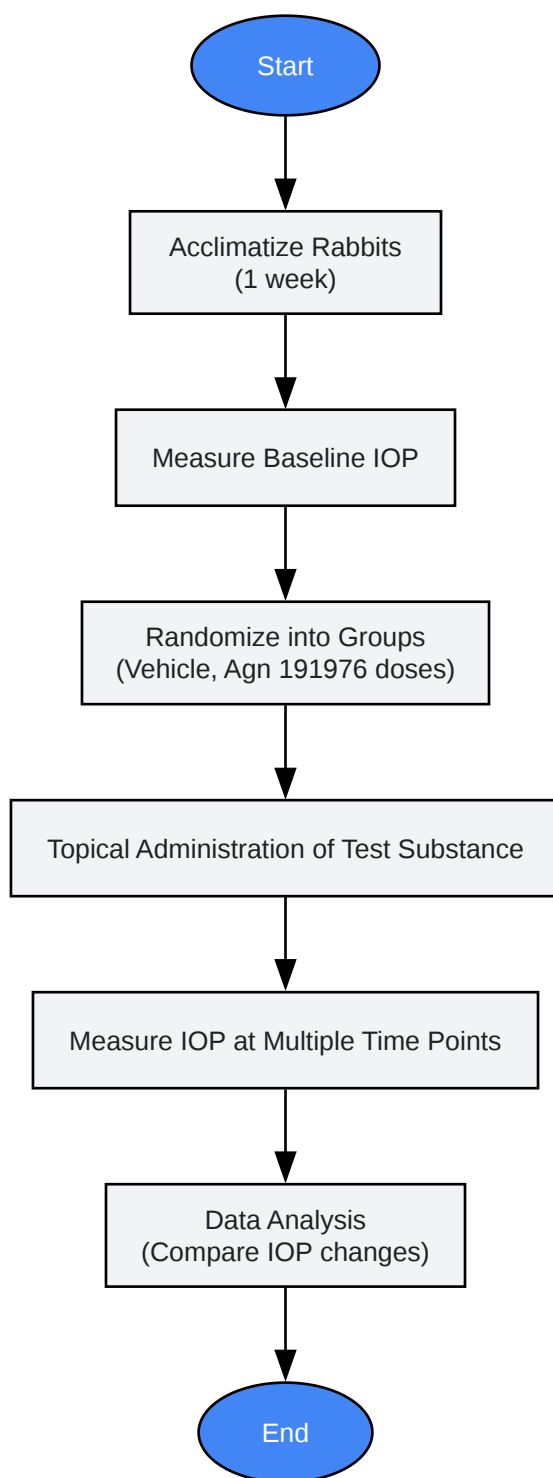 Start
Acclimatize Rabbits
(1 week)
Measure Baseline IOP
Randomize into Groups
(Vehicle, Agn 191976 doses)
Topical Administration of Test Substance
Measure IOP at Multiple Time Points
Data Analysis
(Compare IOP changes)
End